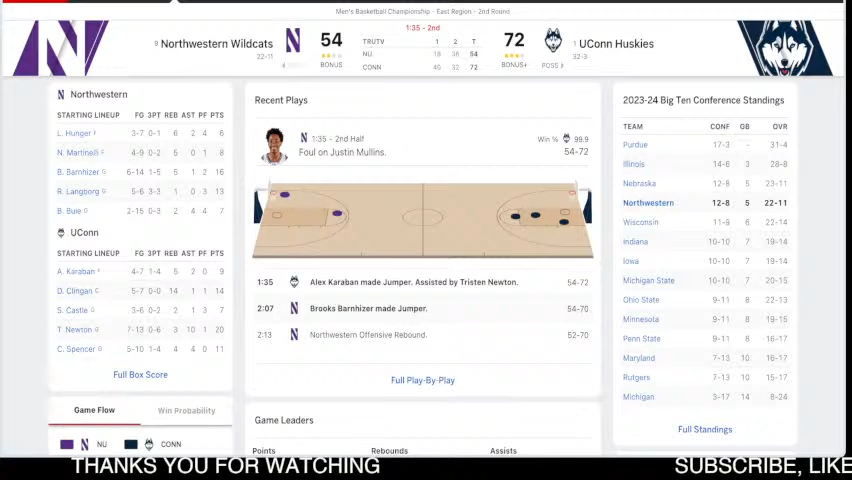 Men's Basketball Championship - East Region - 2nd Round
9 Northwestern Wildcats
22-11
54
BONUS
1:35 - 2nd
TRUTV 1 2 T
NU 18 36 54
CONN 40 32 72
72
BONUS+
POSS
1 UConn Huskies
32-3
Northwestern
STARTING LINEUP FG 3PT REB AST PF PTS
L. Hunger F 3-7 0-1 6 2 4 6
N. Martinelli F 4-9 0-2 5 0 1 8
B. Barnhizer G 6-14 1-5 5 1 2 16
R. Langborg G 5-6 3-3 1 0 3 13
B. Buie G 2-15 0-3 2 4 4 7
UConn
STARTING LINEUP FG 3PT REB AST PF PTS
A. Karaban F 4-7 1-4 5 2 0 9
D. Clingan C 5-7 0-0 14 1 1 14
S. Castle G 3-6 0-2 2 1 3 7
T. Newton G 7-13 0-6 3 10 1 20
C. Spencer G 5-10 1-4 4 4 0 11
Full Box Score
Game Flow
Win Probability
NU CONN
Recent Plays
1:35 - 2nd Half
Foul on Justin Mullins.
Win % 99.9
54-72
1:35 Alex Karaban made Jumper. Assisted by Tristen Newton. 54-72
2:07 Brooks Barnhizer made Jumper. 54-70
2:13 Northwestern Offensive Rebound. 52-70
Full Play-By-Play
Game Leaders
Points Rebounds Assists
2023-24 Big Ten Conference Standings
TEAM CONF GB OVR
Purdue 17-3 - 31-4
Illinois 14-6 3 28-8
Nebraska 12-8 5 23-11
Northwestern 12-8 5 22-11
Wisconsin 11-9 6 22-14
Indiana 10-10 7 19-14
Iowa 10-10 7 19-14
Michigan State 10-10 7 20-15
Ohio State 9-11 8 22-13
Minnesota 9-11 8 19-15
Penn State 9-11 8 16-17
Maryland 7-13 10 16-17
Rutgers 7-13 10 15-17
Michigan 3-17 14 8-24
Full Standings
THANKS YOU FOR WATCHING SUBSCRIBE, LIKE